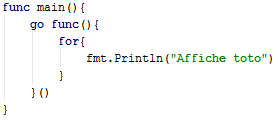 func main(){
    go func(){
        for{
            fmt.Println("Affiche toto")
        }
    }()
}